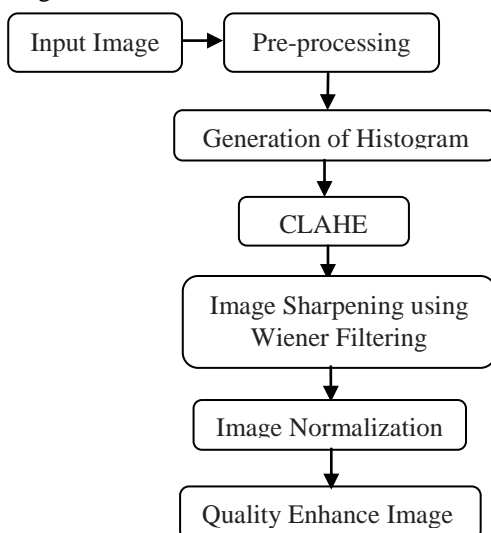 Input Image
Pre-processing
Generation of Histogram
CLAHE
Image Sharpening using
Wiener Filtering
Image Normalization
Quality Enhance Image